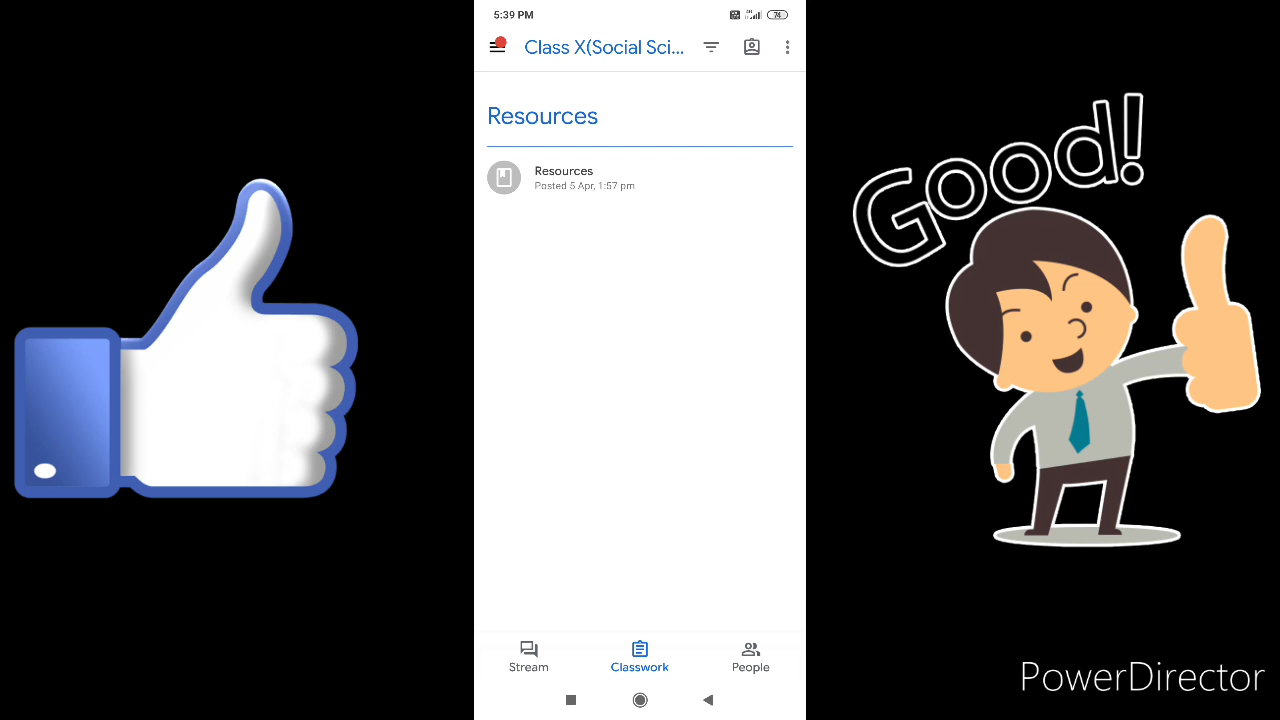 5:39 PM
74
Class X(Social Sci...
Resources
Resources
Posted 5 Apr, 1:57 pm
Stream
Classwork
People
Good!
PowerDirector